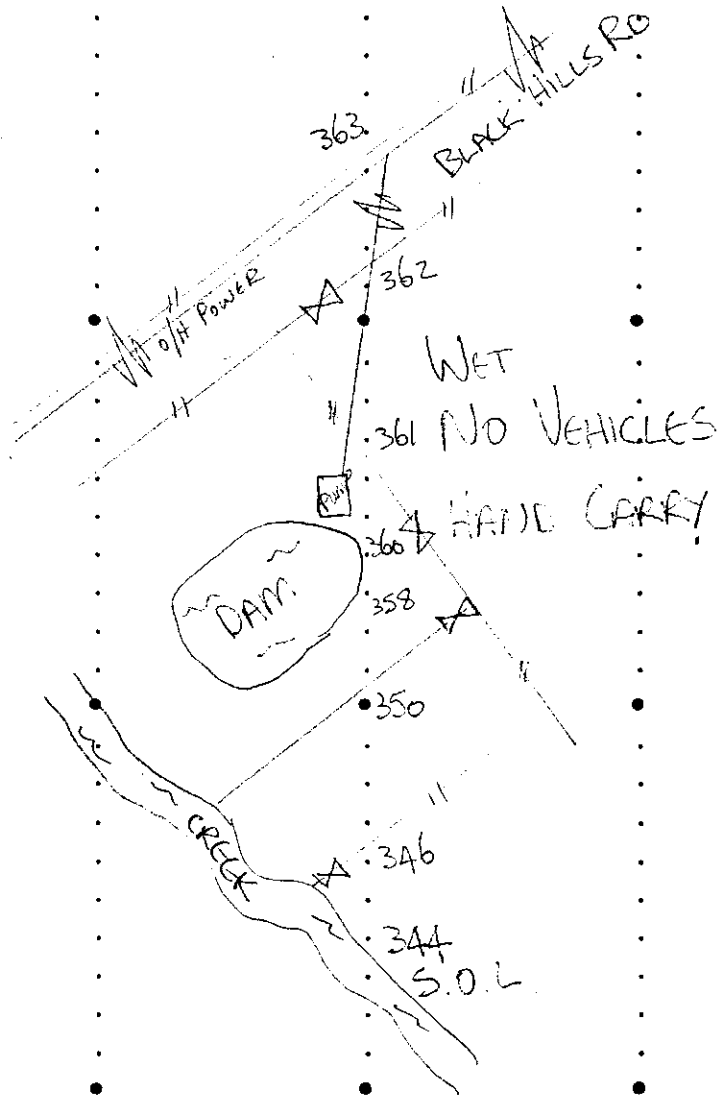 363
BLACK HILLS RD
362
O/H POWER
WET
361 NO VEHICLES
PUMP
360 HAND CARRY
358
DAM
350
CREEK
346
344
S.O.L